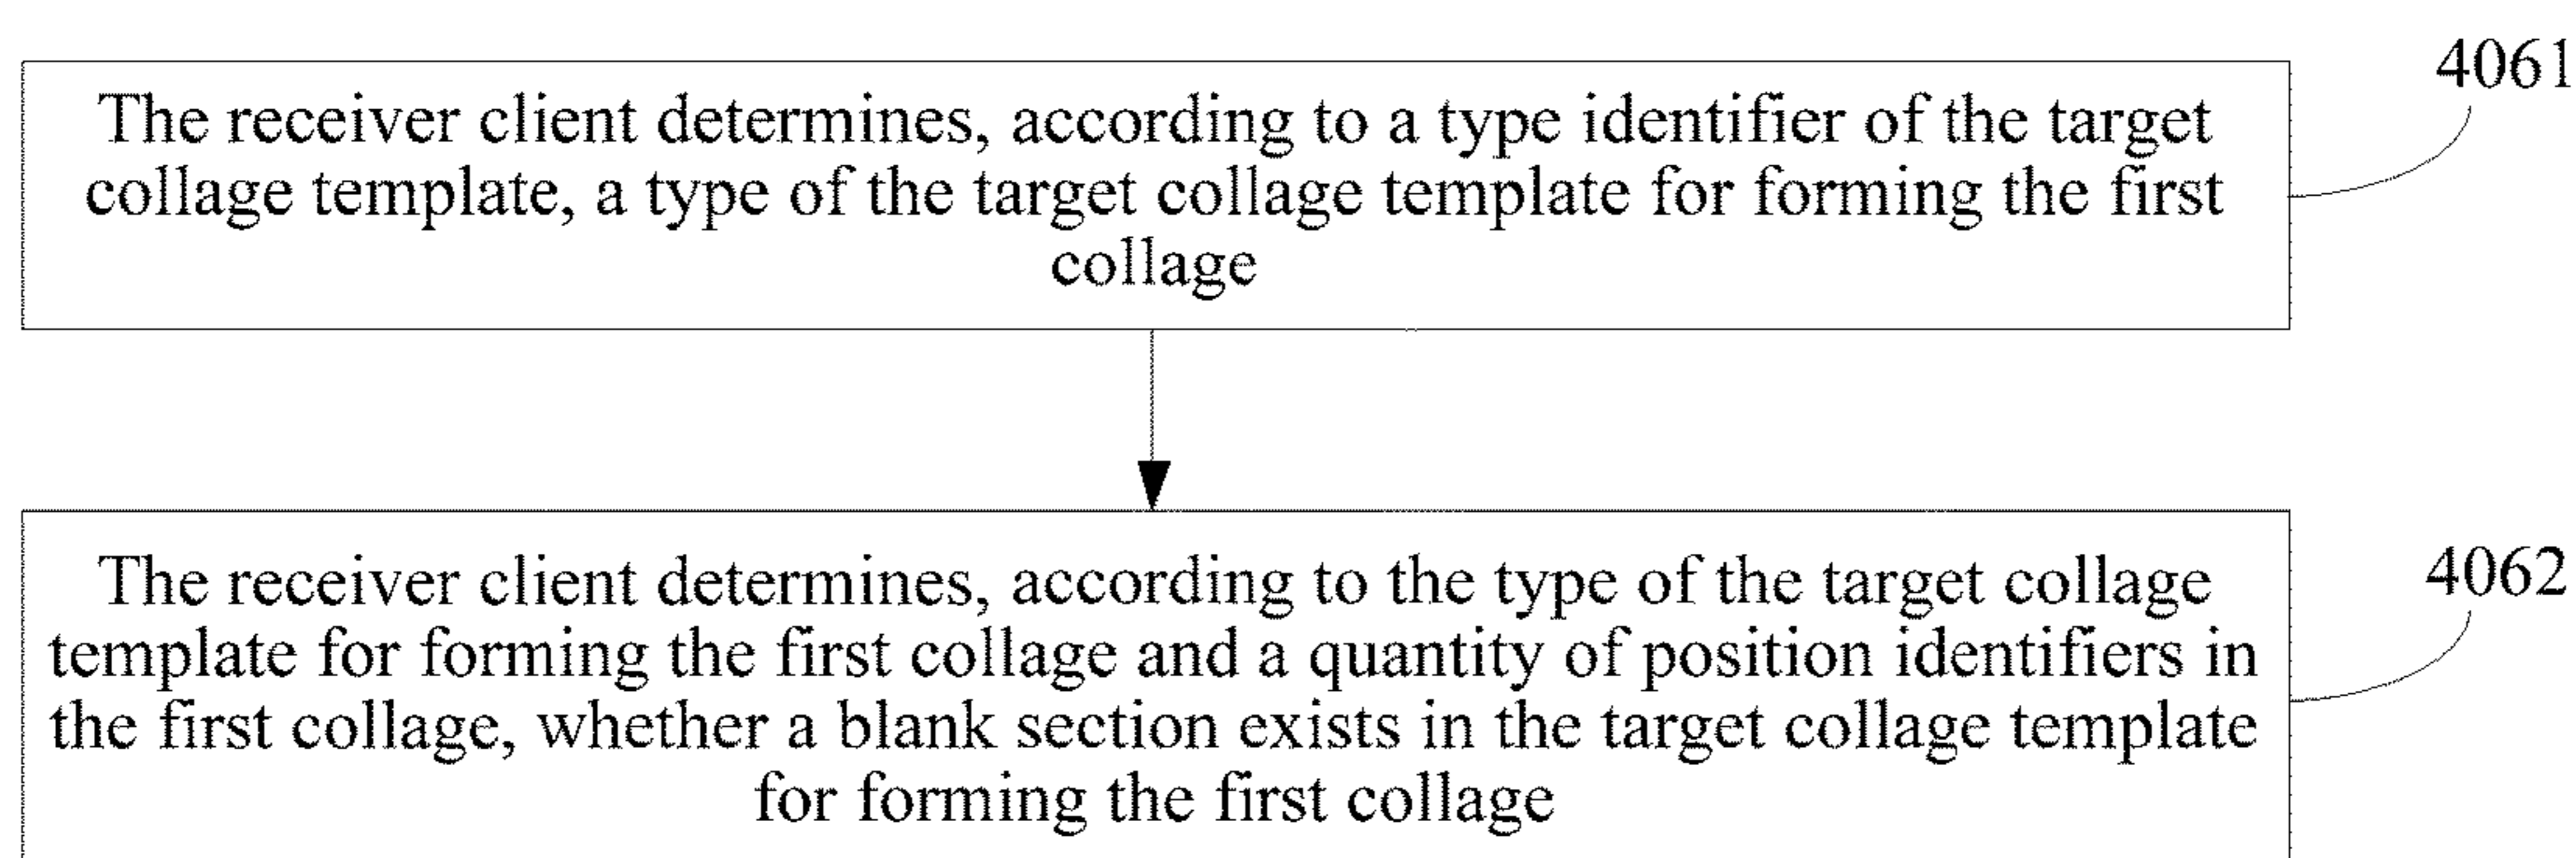 4061
The receiver client determines, according to a type identifier of the target
collage template, a type of the target collage template for forming the first
collage
4062
The receiver client determines, according to the type of the target collage
template for forming the first collage and a quantity of position identifiers in
the first collage, whether a blank section exists in the target collage template
for forming the first collage